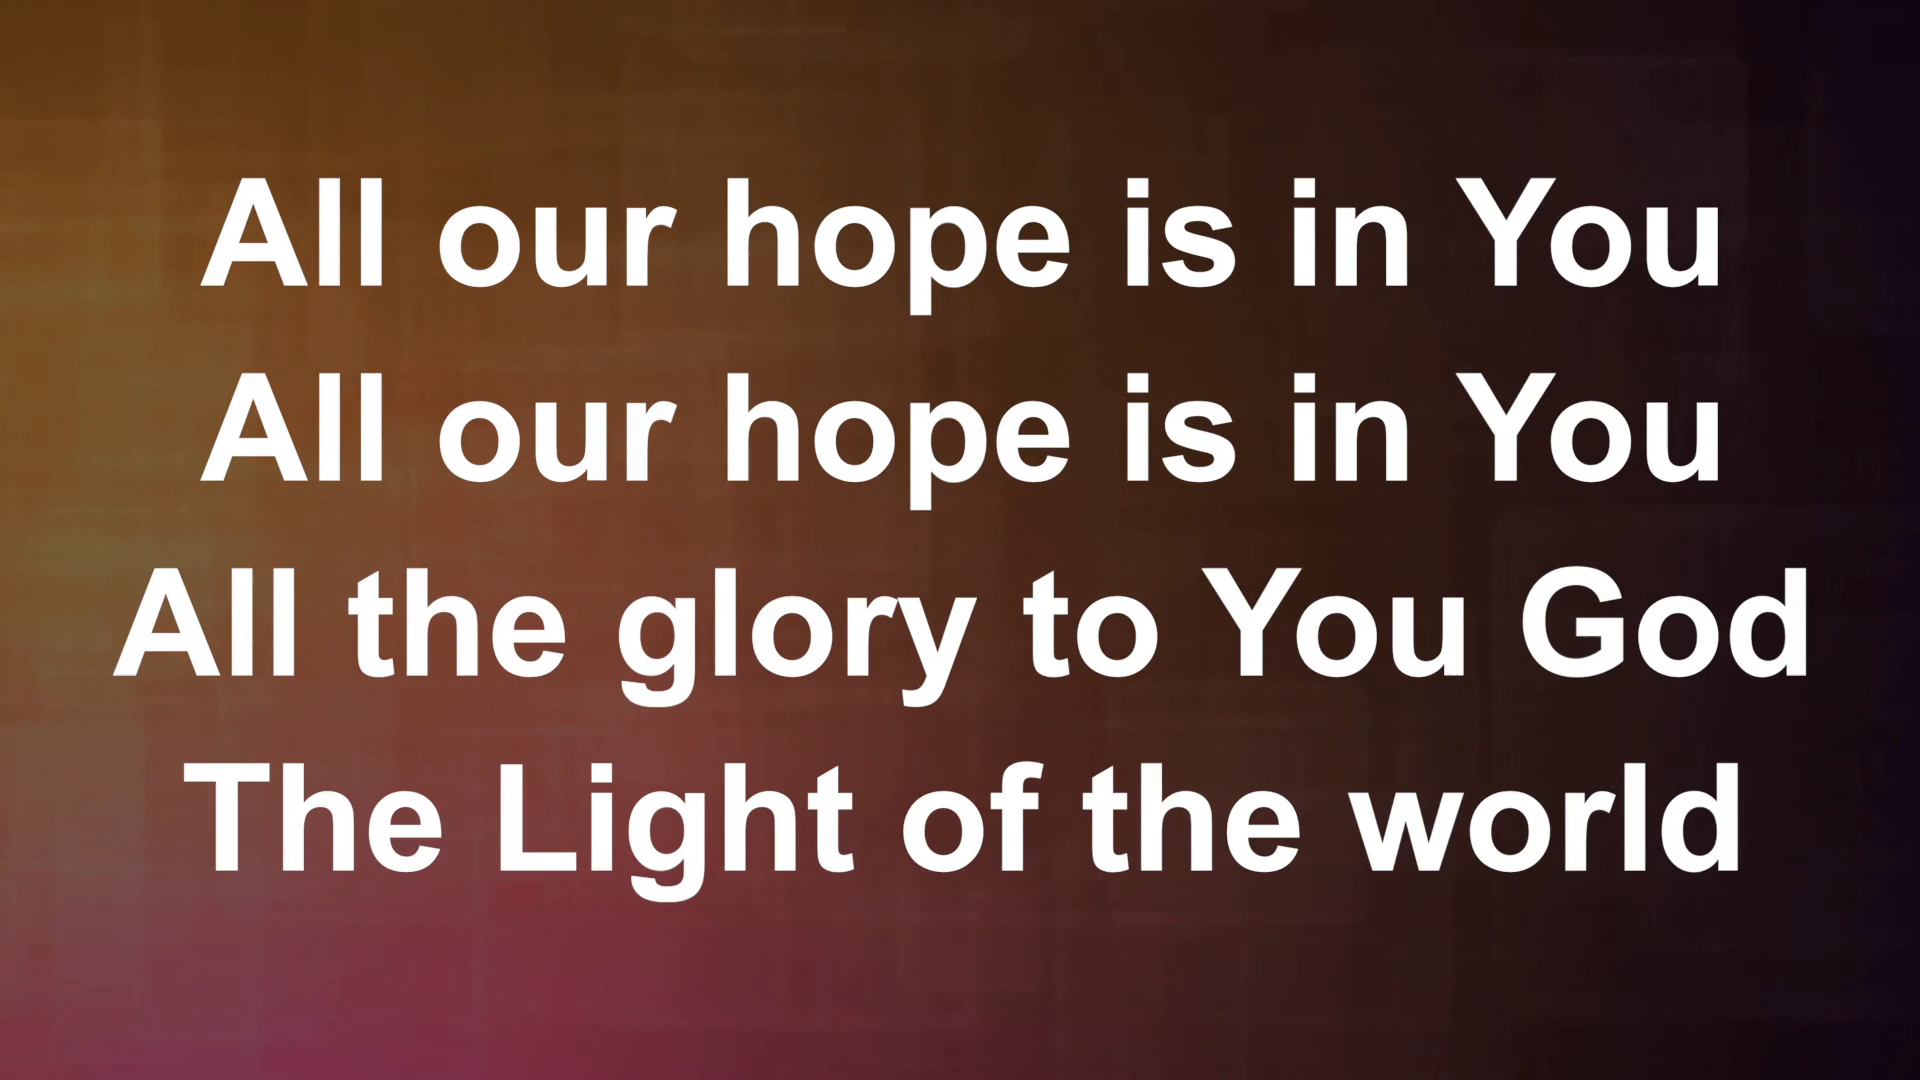 All our hope is in You
All our hope is in You
All the glory to You God
The Light of the world